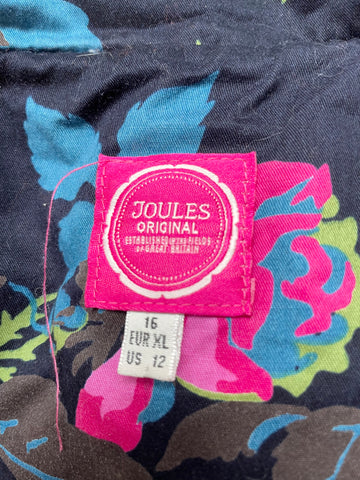 JOULES
ORIGINAL
ESTABLISHED IN THE FIELDS
OF GREAT BRITAIN
16
EUR XL
US 12